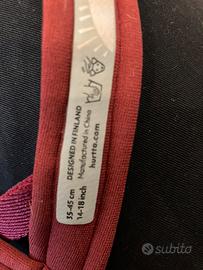 DESIGNED IN FINLAND
Manufactured in China
hurtta.com
35-45 cm
14-18 inch
subito